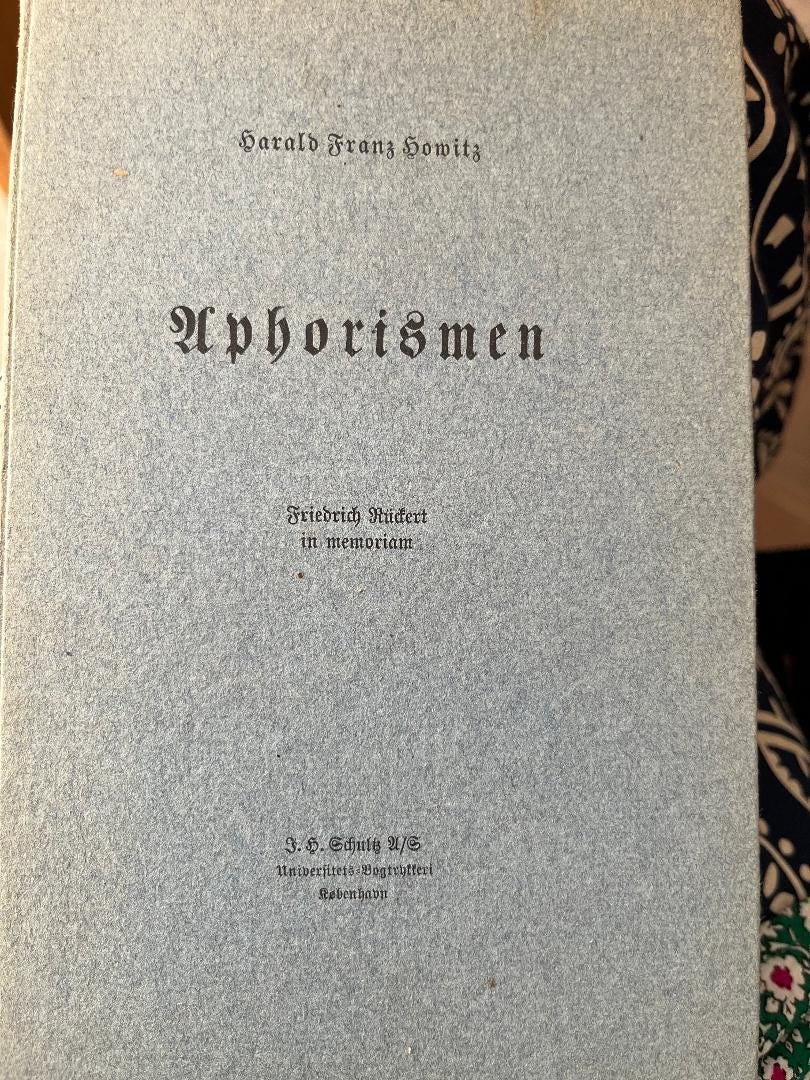 Harald Franz Howitz
Aphorismen
Friedrich Rückert
in memoriam
J. H. Schultz A/S
Universitets-Bogtrykkeri
København